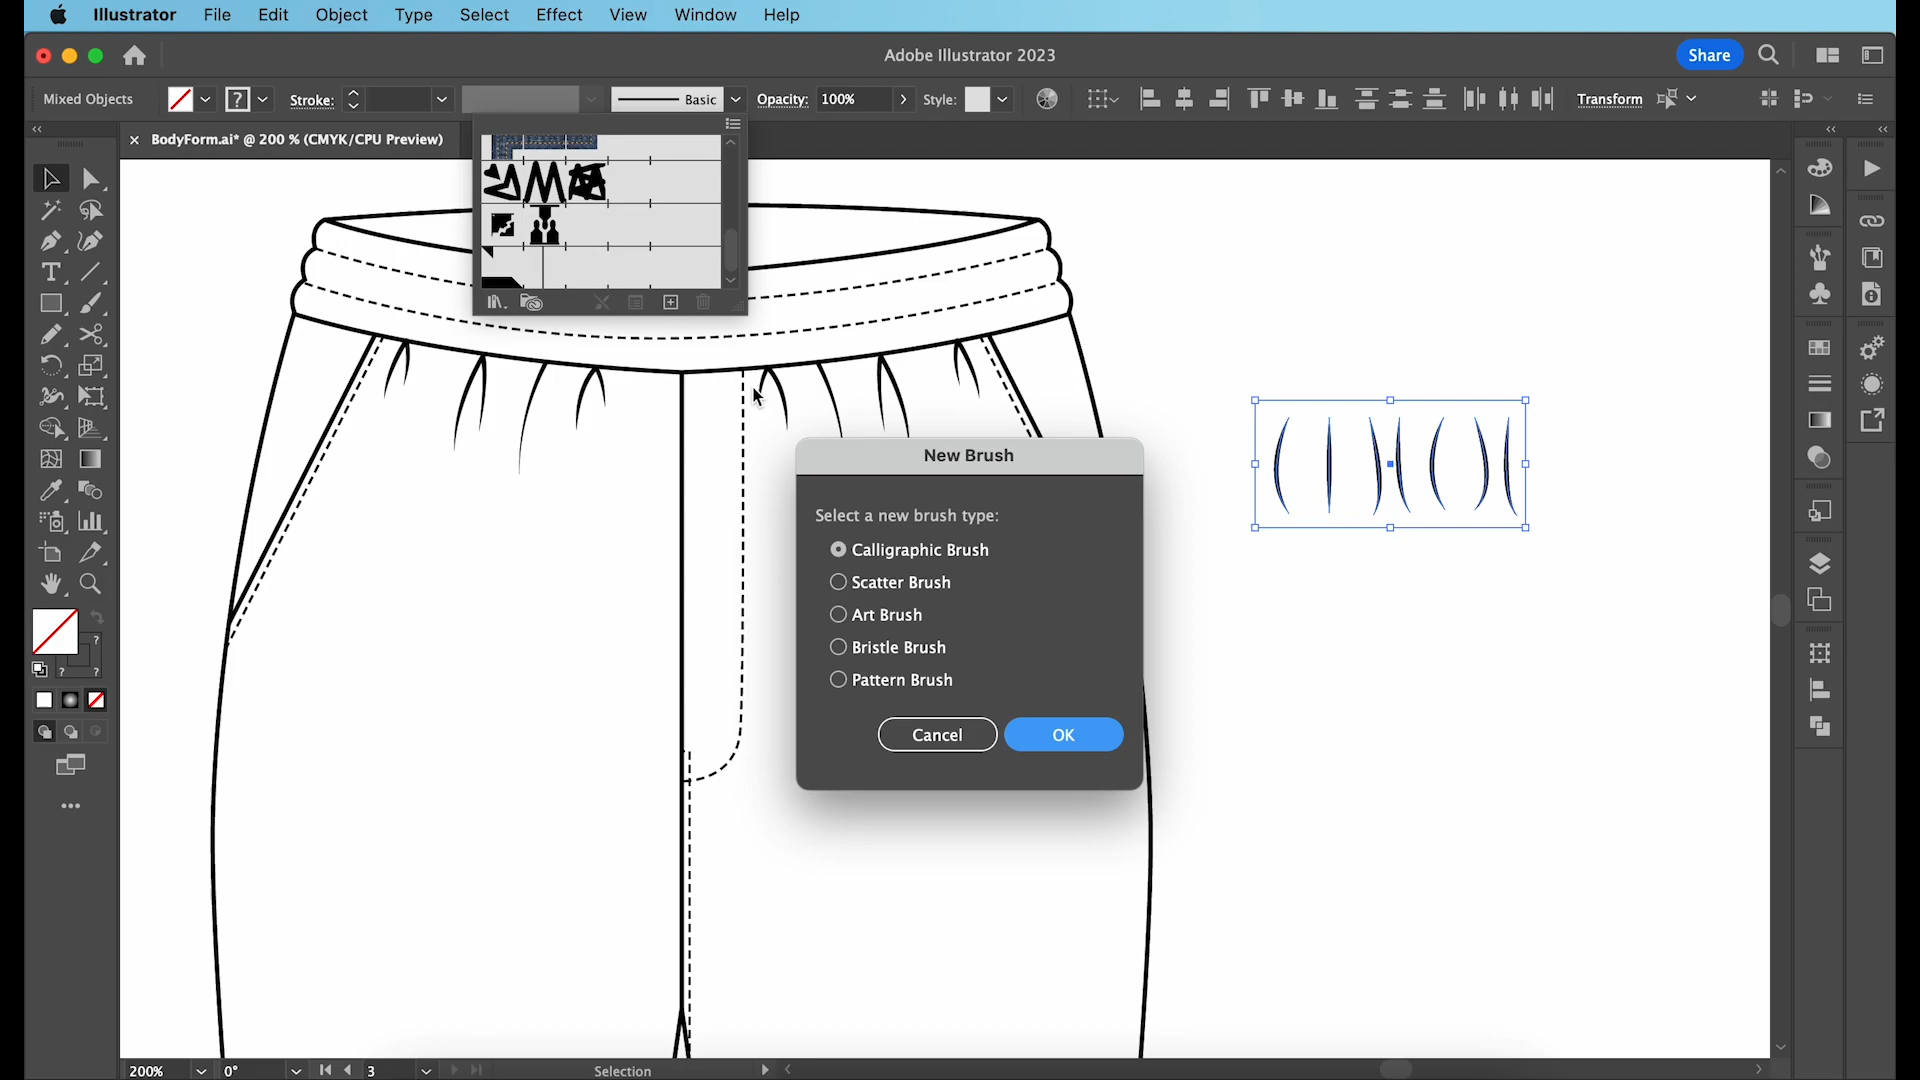 Illustrator File Edit Object Type Select Effect View Window Help
Adobe Illustrator 2023
Share
Mixed Objects ? Stroke: Basic Opacity: 100% Style: Transform
× BodyForm.ai* @ 200 % (CMYK/CPU Preview)
New Brush
Select a new brush type:
Calligraphic Brush
Scatter Brush
Art Brush
Bristle Brush
Pattern Brush
Cancel OK
?
? ?
200% 0° 3 Selection